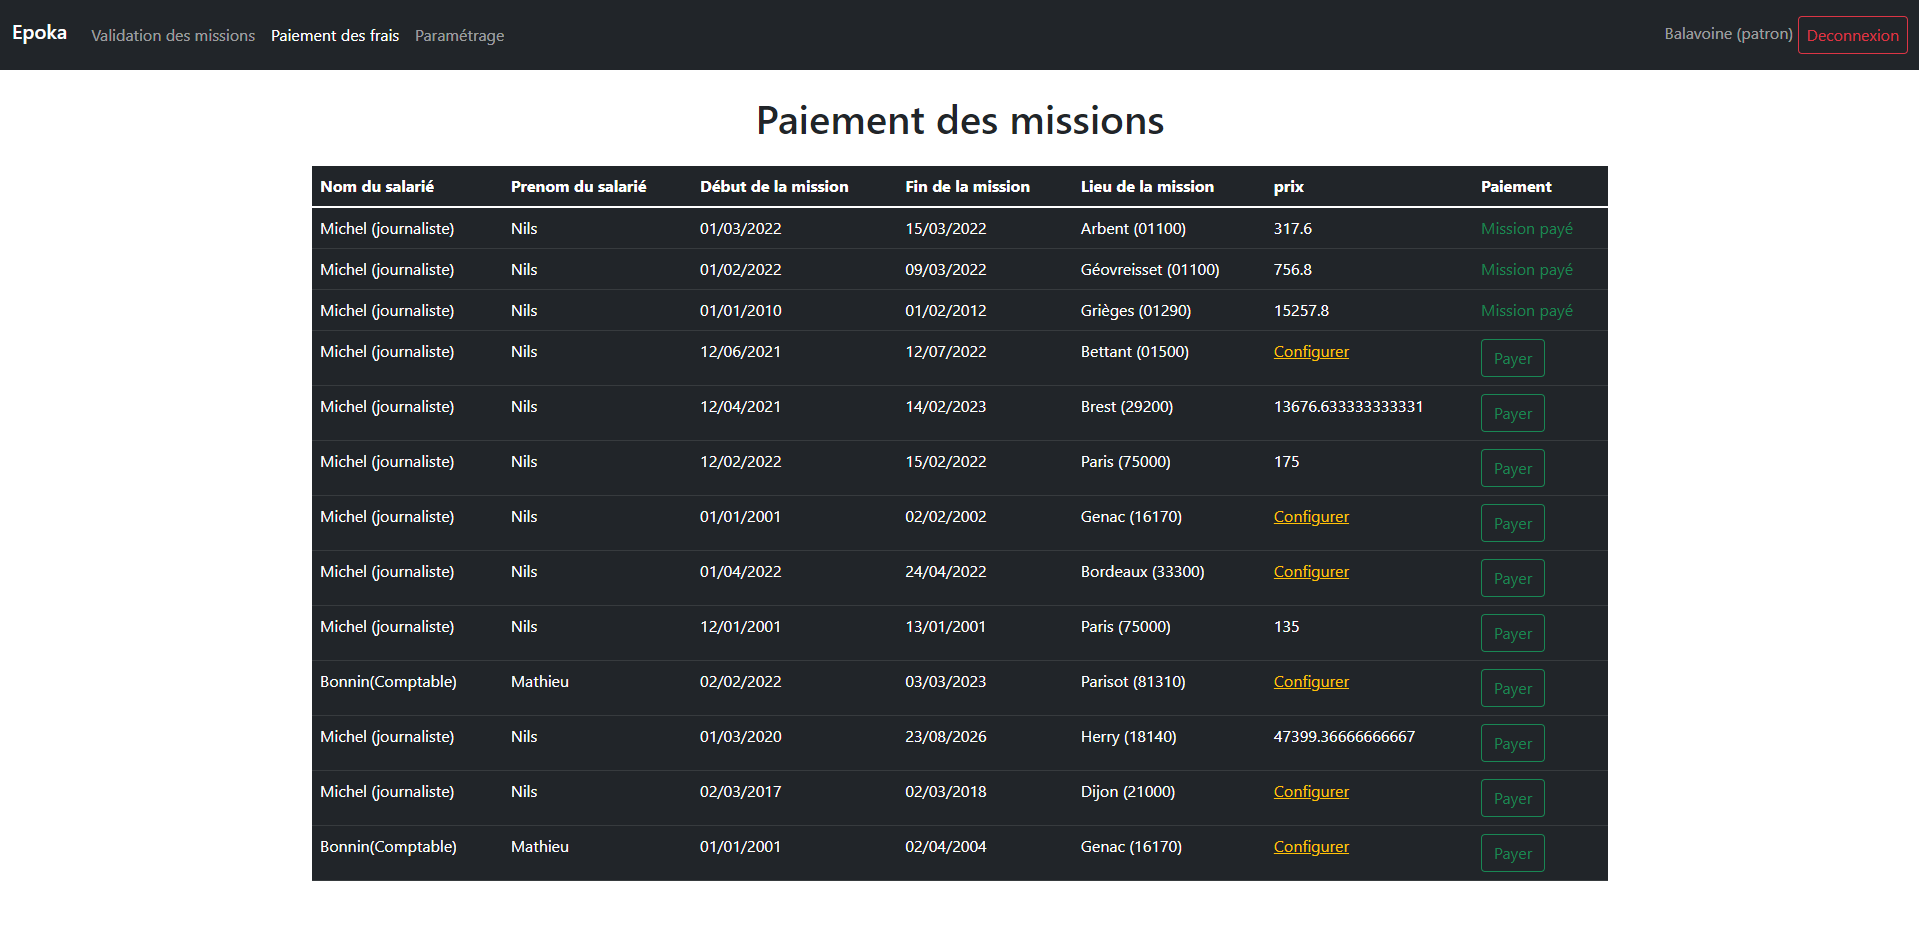 Epoka Validation des missions Paiement des frais Paramétrage Balavoine (patron) Deconnexion
Paiement des missions
Nom du salarié Prenom du salarié Début de la mission Fin de la mission Lieu de la mission prix Paiement
Michel (journaliste) Nils 01/03/2022 15/03/2022 Arbent (01100) 317.6 Mission payé
Michel (journaliste) Nils 01/02/2022 09/03/2022 Géovreisset (01100) 756.8 Mission payé
Michel (journaliste) Nils 01/01/2010 01/02/2012 Grièges (01290) 15257.8 Mission payé
Michel (journaliste) Nils 12/06/2021 12/07/2022 Bettant (01500) Configurer Payer
Michel (journaliste) Nils 12/04/2021 14/02/2023 Brest (29200) 13676.633333333331 Payer
Michel (journaliste) Nils 12/02/2022 15/02/2022 Paris (75000) 175 Payer
Michel (journaliste) Nils 01/01/2001 02/02/2002 Genac (16170) Configurer Payer
Michel (journaliste) Nils 01/04/2022 24/04/2022 Bordeaux (33300) Configurer Payer
Michel (journaliste) Nils 12/01/2001 13/01/2001 Paris (75000) 135 Payer
Bonnin(Comptable) Mathieu 02/02/2022 03/03/2023 Parisot (81310) Configurer Payer
Michel (journaliste) Nils 01/03/2020 23/08/2026 Herry (18140) 47399.36666666667 Payer
Michel (journaliste) Nils 02/03/2017 02/03/2018 Dijon (21000) Configurer Payer
Bonnin(Comptable) Mathieu 01/01/2001 02/04/2004 Genac (16170) Configurer Payer